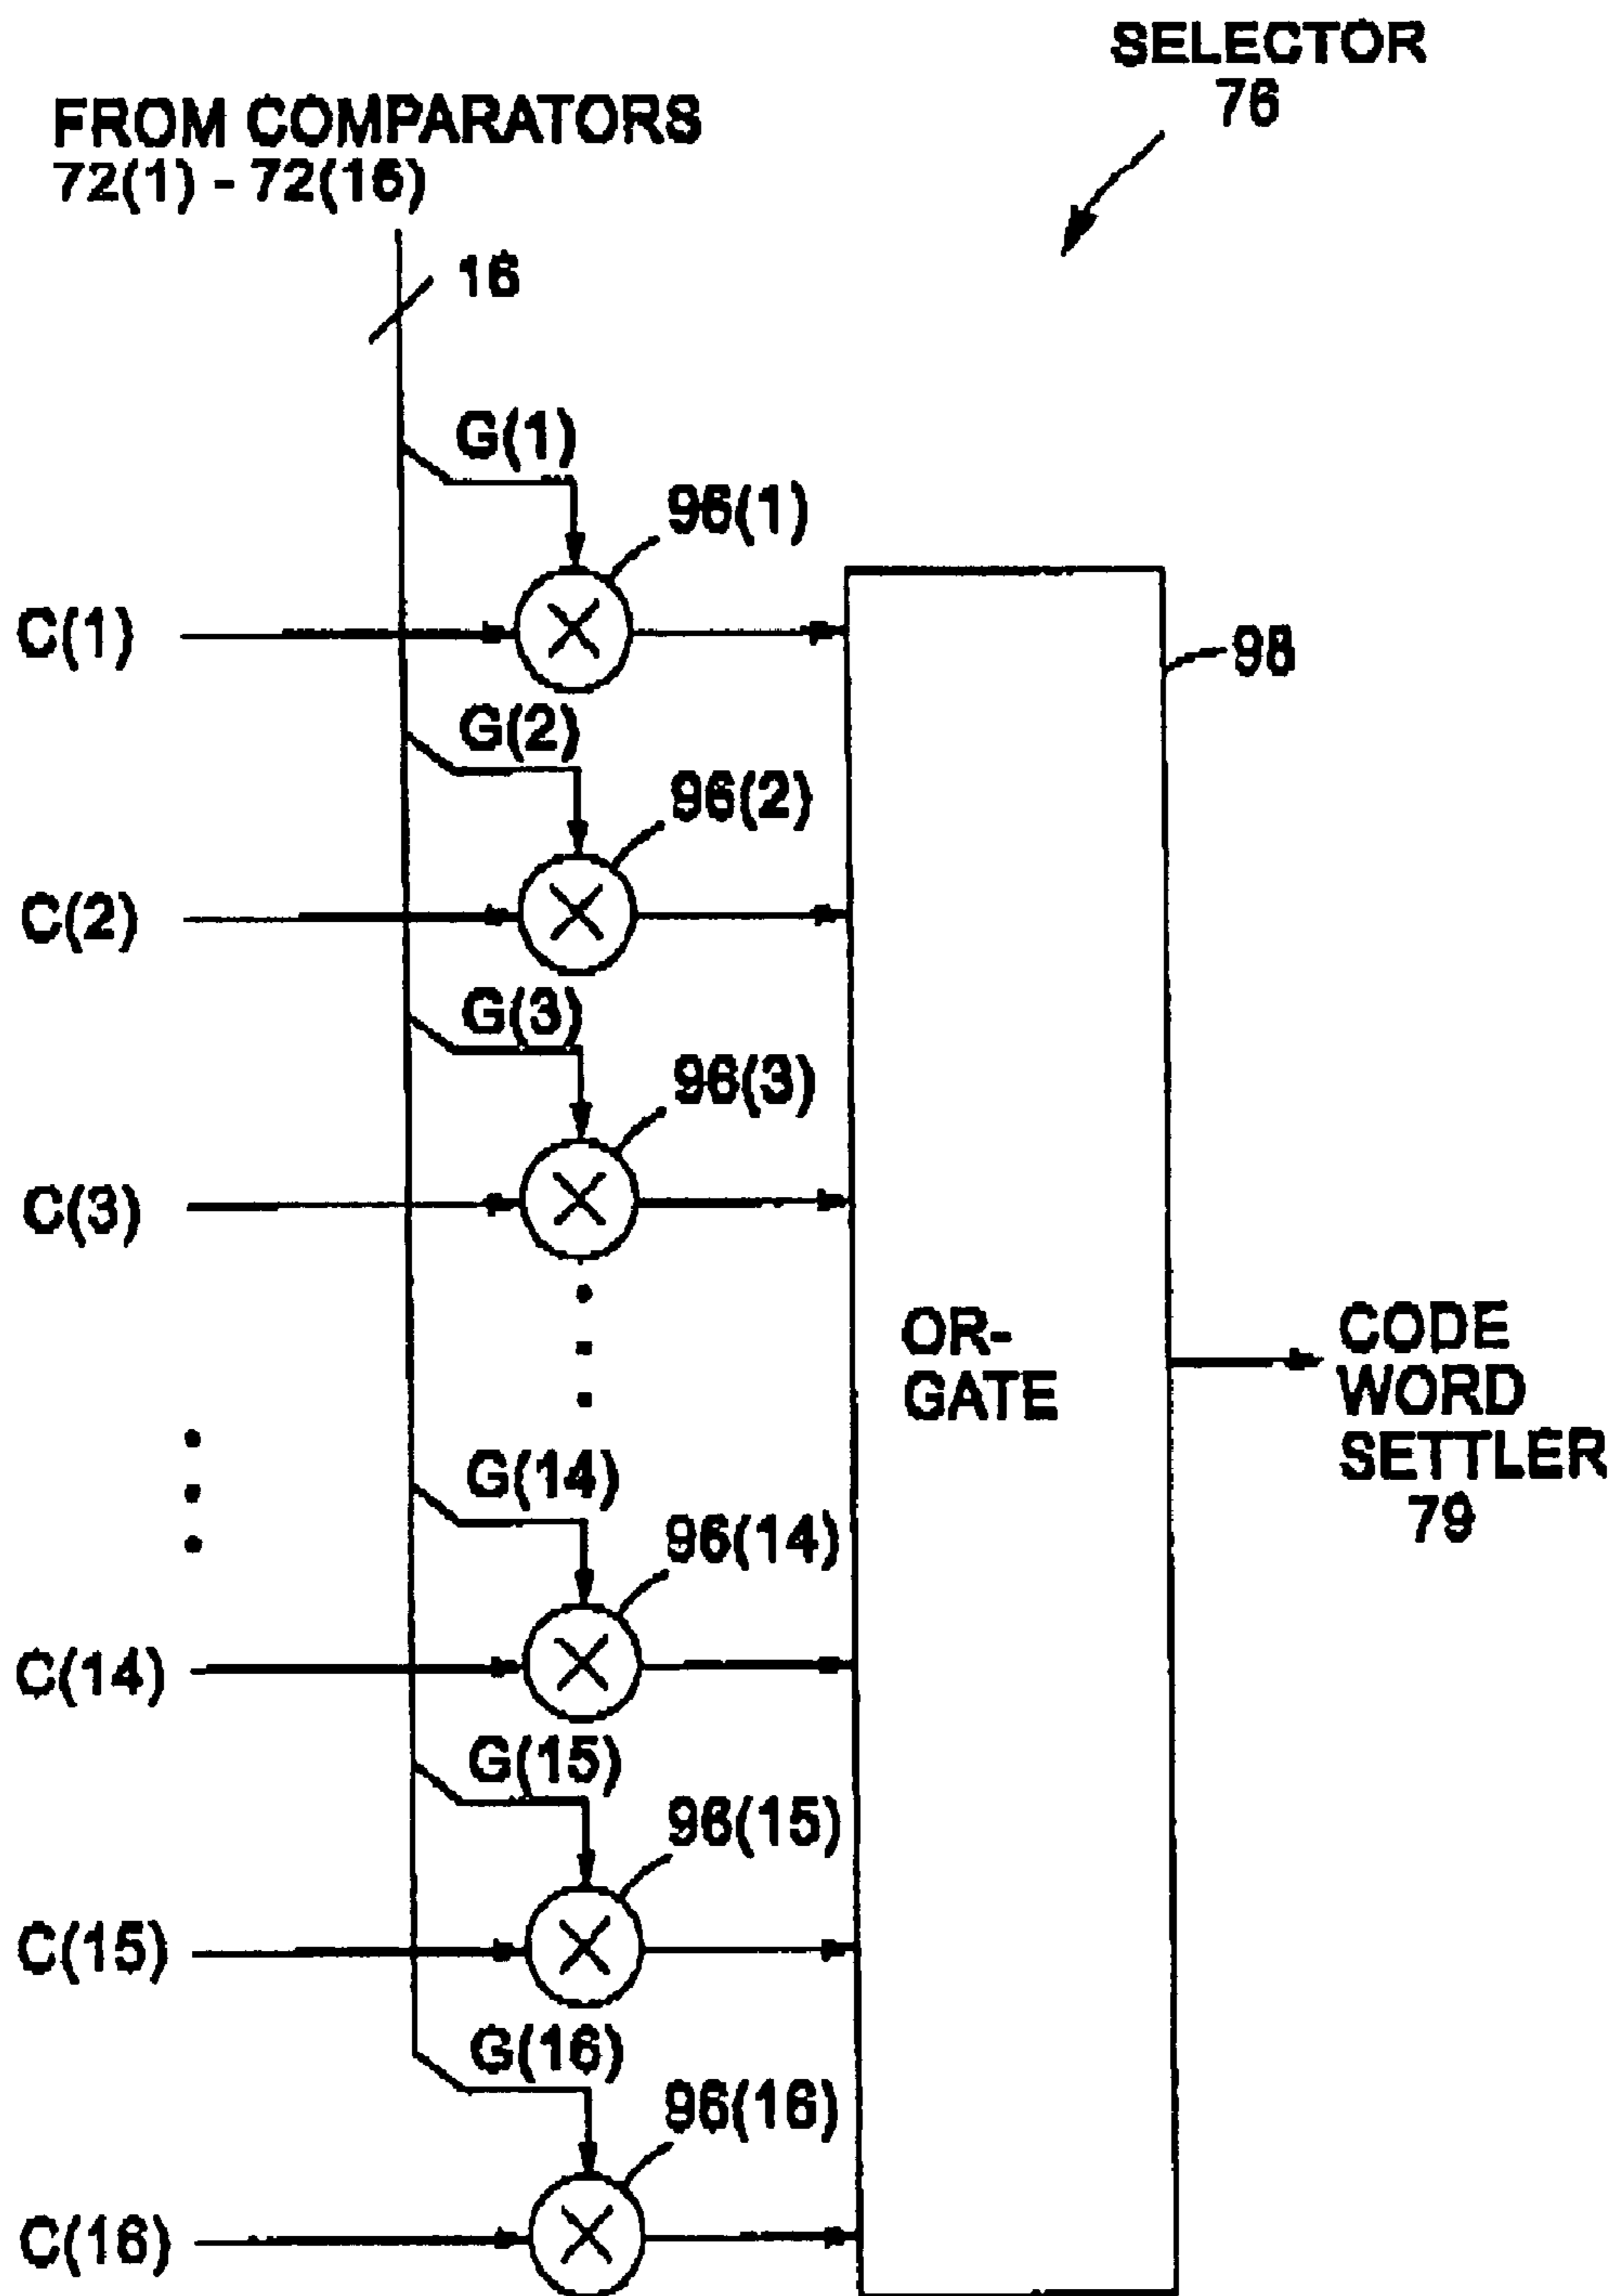 SELECTOR
76
FROM COMPARATORS
72(1) - 72(16)
16
G(1)
96(1)
C(1)
98
G(2)
96(2)
C(2)
G(3)
96(3)
C(3)
OR-
GATE
CODE
WORD
SETTLER
79
G(14)
96(14)
C(14)
G(15)
96(15)
C(15)
G(16)
96(16)
C(16)